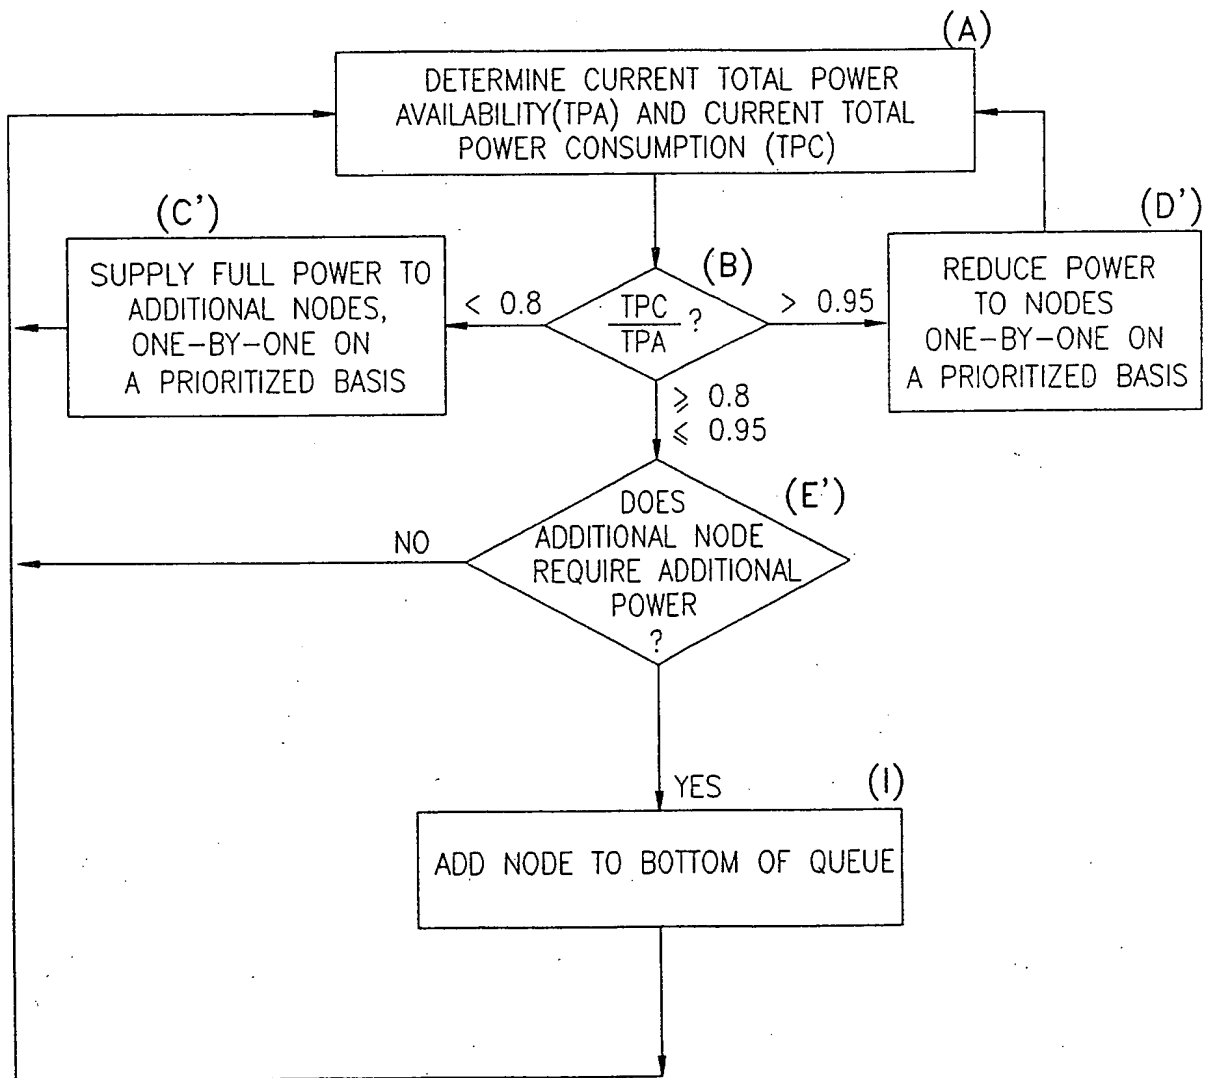 (A)
DETERMINE CURRENT TOTAL POWER
AVAILABILITY(TPA) AND CURRENT TOTAL
POWER CONSUMPTION (TPC)
(C')
SUPPLY FULL POWER TO
ADDITIONAL NODES,
ONE-BY-ONE ON
A PRIORITIZED BASIS
< 0.8
(B)
TPC
TPA
?
> 0.95
(D')
REDUCE POWER
TO NODES
ONE-BY-ONE ON
A PRIORITIZED BASIS
⩾ 0.8
⩽ 0.95
(E')
DOES
ADDITIONAL NODE
REQUIRE ADDITIONAL
POWER
?
NO
YES
(I)
ADD NODE TO BOTTOM OF QUEUE